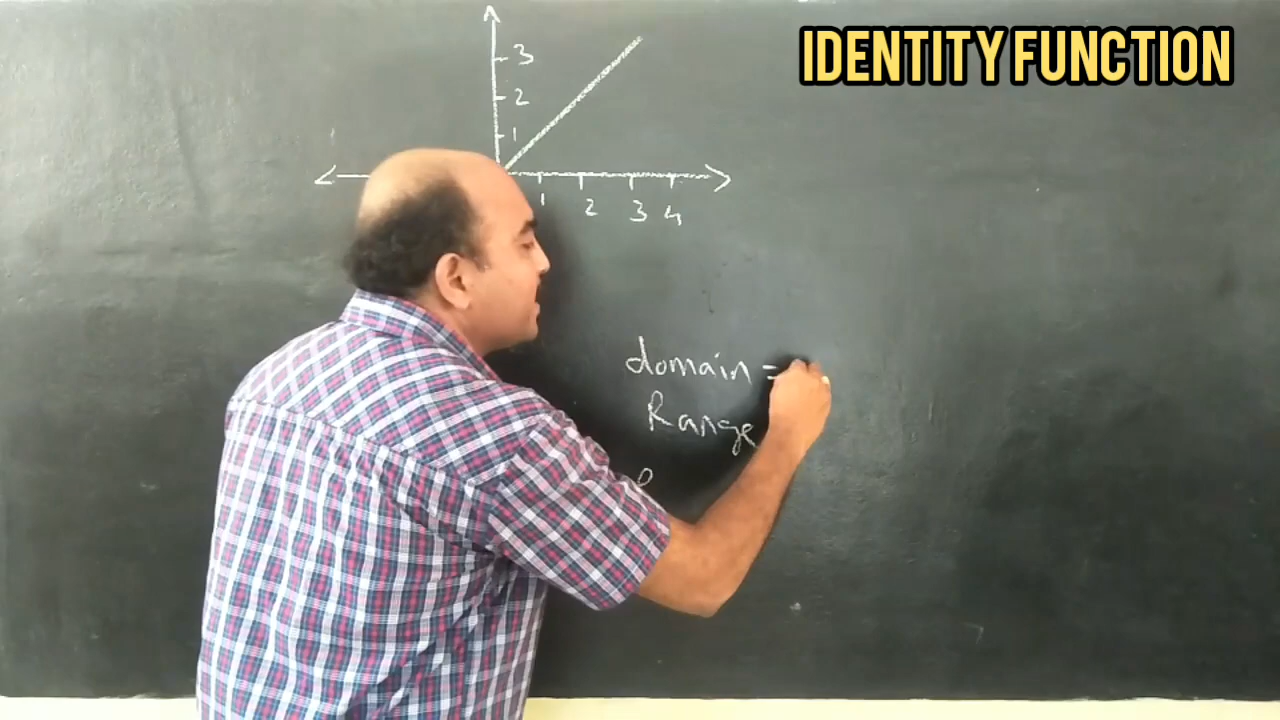 IDENTITY FUNCTION
3
2
1
1 2 3 4
domain =
Range